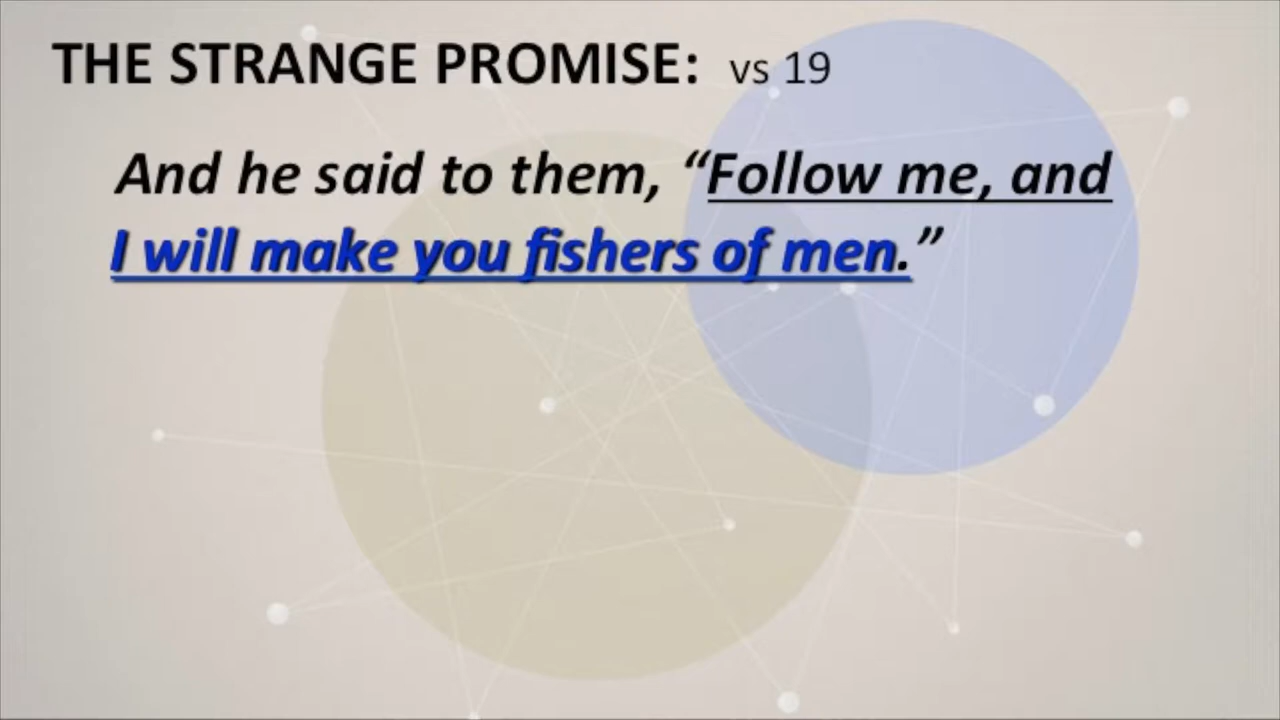 THE STRANGE PROMISE: vs 19
And he said to them, “Follow me, and
I will make you fishers of men.”